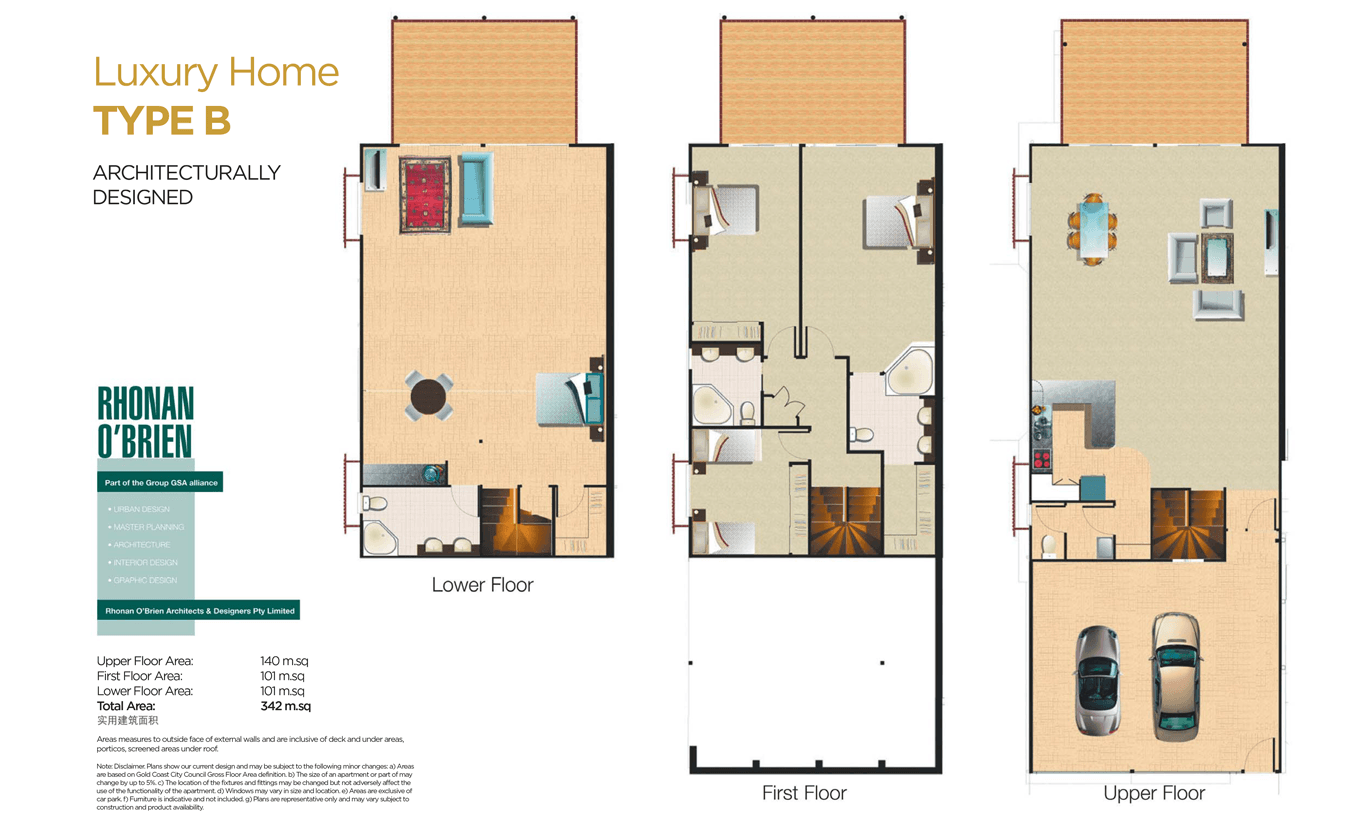 Luxury Home
TYPE B
ARCHITECTURALLY
DESIGNED
RHONAN
O'BRIEN
Part of the Group GSA alliance
• URBAN DESIGN
• MASTER PLANNING
• ARCHITECTURE
• INTERIOR DESIGN
• GRAPHIC DESIGN
Rhonan O'Brien Architects & Designers Pty Limited
Upper Floor Area: 140 m.sq
First Floor Area: 101 m.sq
Lower Floor Area: 101 m.sq
Total Area: 342 m.sq
实用建筑面积
Areas measures to outside face of external walls and are inclusive of deck and under areas,
porticos, screened areas under roof.
Note: Disclaimer. Plans show our current design and may be subject to the following minor changes: a) Areas
are based on Gold Coast City Council Gross Floor Area definition. b) The size of an apartment or part of may
change by up to 5%. c) The location of the fixtures and fittings may be changed but not adversely affect the
use of the functionality of the apartment. d) Windows may vary in size and location. e) Areas are exclusive of
car park. f) Furniture is indicative and not included. g) Plans are representative only and may vary subject to
construction and product availability.
Lower Floor
First Floor
Upper Floor